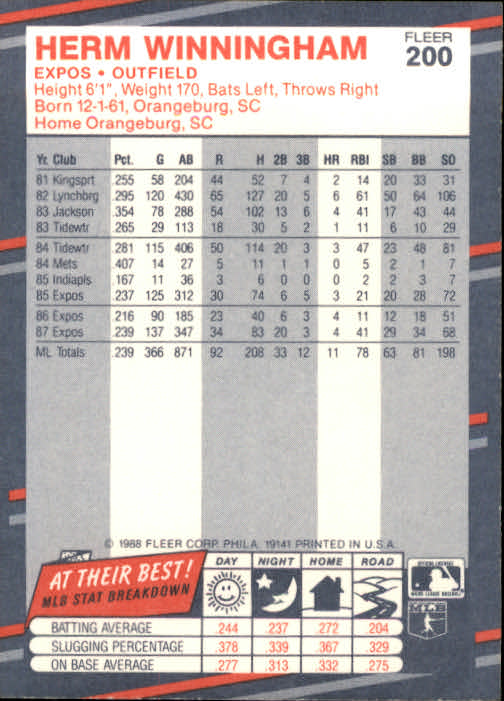 HERM WINNINGHAM
FLEER
200
EXPOS • OUTFIELD
Height 6'1", Weight 170, Bats Left, Throws Right
Born 12-1-61, Orangeburg, SC
Home Orangeburg, SC
Yr. Club Pct. G AB R H 2B 3B HR RBI SB BB SO
81 Kingsprt .255 58 204 44 52 7 4 2 14 20 33 31
82 Lynchbrg .295 120 430 65 127 20 5 6 61 50 64 106
83 Jackson .354 78 288 54 102 13 6 4 41 17 43 44
83 Tidewtr .265 29 113 18 30 5 2 1 11 6 10 29
84 Tidewtr .281 115 406 50 114 20 3 3 47 23 48 81
84 Mets .407 14 27 5 11 1 1 0 5 2 1 7
85 Indiapls .167 11 36 3 6 0 0 0 2 2 3 7
85 Expos .237 125 312 30 74 6 5 3 21 20 28 72
86 Expos .216 90 185 23 40 6 3 4 11 12 18 51
87 Expos .239 137 347 34 83 20 3 4 41 29 34 68
ML Totals .239 366 871 92 208 33 12 11 78 63 81 198
© 1988 FLEER CORP. PHILA. 19141 PRINTED IN U.S.A.
AT THEIR BEST!
MLB STAT BREAKDOWN
DAY NIGHT HOME ROAD
BATTING AVERAGE .244 .237 .272 .204
SLUGGING PERCENTAGE .378 .339 .367 .329
ON BASE AVERAGE .277 .313 .332 .275